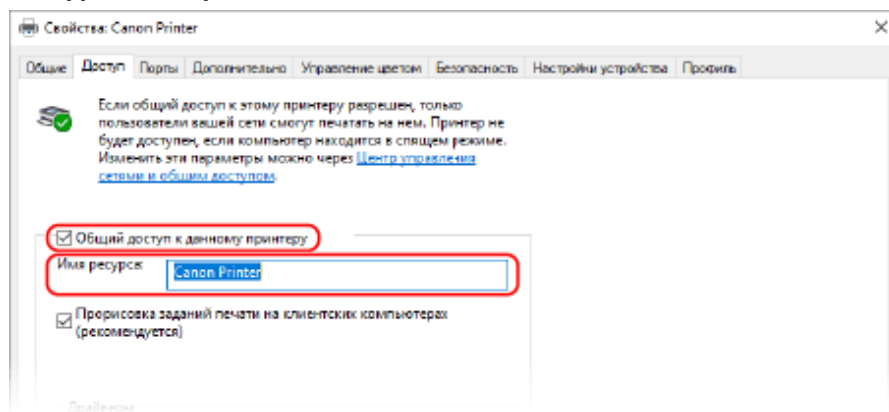 Свойства: Canon Printer
Общие Доступ Порты Дополнительно Управление цветом Безопасность Настройки устройства Профиль
Если общий доступ к этому принтеру разрешен, только
пользователи вашей сети смогут печатать на нем. Принтер не
будет доступен, если компьютер находится в спящем режиме.
Изменить эти параметры можно через Центр управления
сетями и общим доступом.
Общий доступ к данному принтеру
Имя ресурса: Canon Printer
Прорисовка заданий печати на клиентских компьютерах
(рекомендуется)
Драйверы